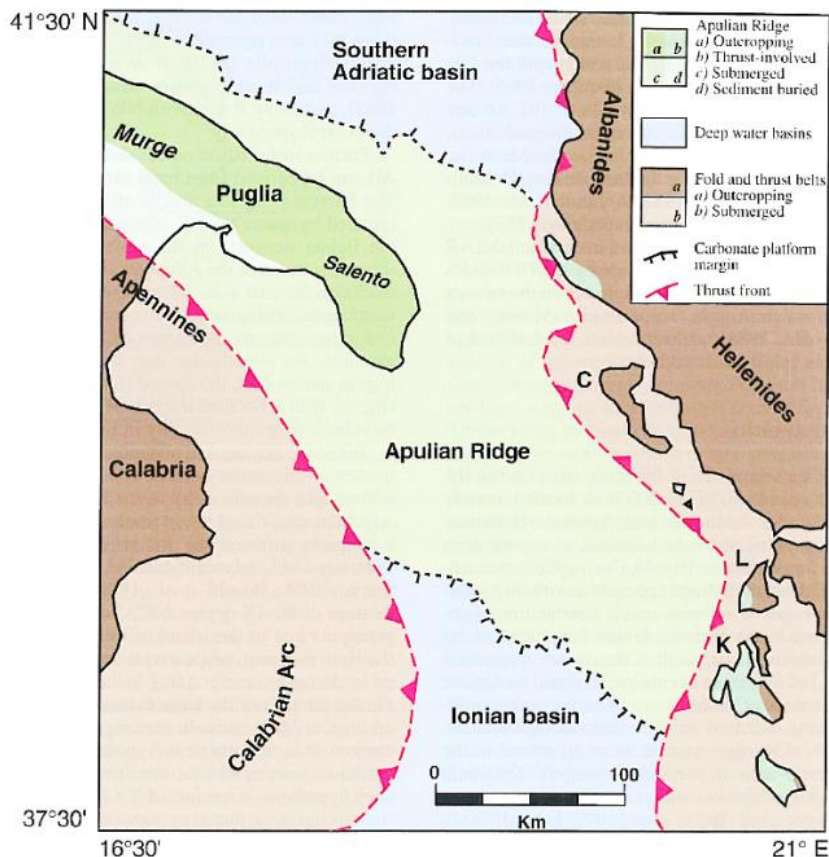 41°30' N
Southern
Adriatic basin
Albanides
Murge
Puglia
Salento
Apennines
C
Hellenides
Apulian Ridge
Calabria
L
K
Calabrian Arc
Ionian basin
0 100
Km
37°30'
16°30' 21° E
a b
c d
Apulian Ridge
a) Outcropping
b) Thrust-involved
c) Submerged
d) Sediment buried
Deep water basins
a
b
Fold and thrust belts
a) Outcropping
b) Submerged
Carbonate platform
margin
Thrust front